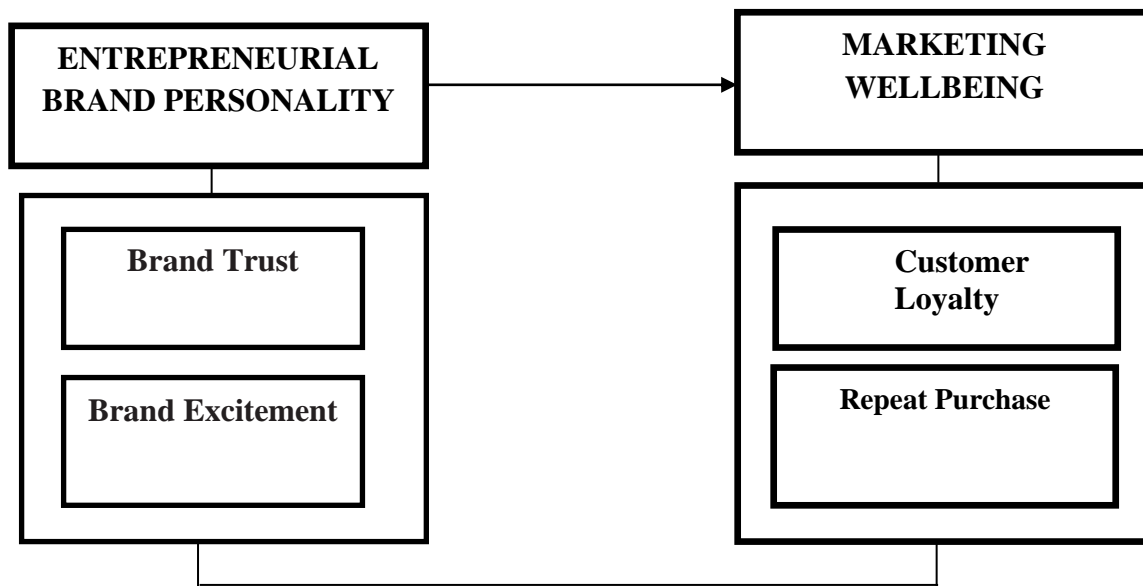 ENTREPRENEURIAL
BRAND PERSONALITY
MARKETING
WELLBEING
Brand Trust
Brand Excitement
Customer
Loyalty
Repeat Purchase